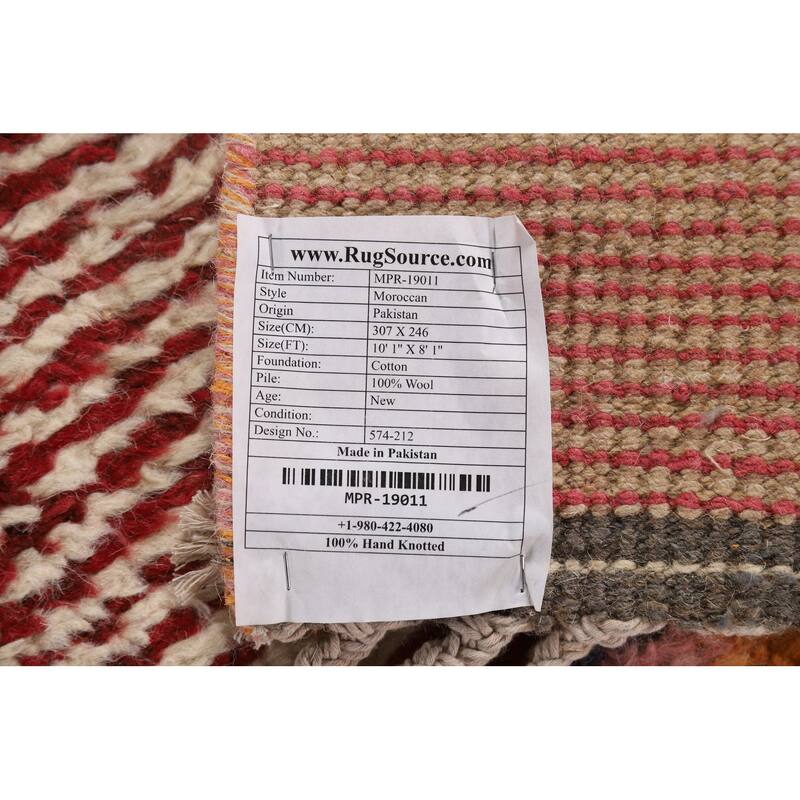 www.RugSource.com
Item Number: MPR-19011
Style Moroccan
Origin Pakistan
Size(CM): 307 X 246
Size(FT): 10' 1" X 8' 1"
Foundation: Cotton
Pile: 100% Wool
Age: New
Condition:
Design No.: 574-212
Made in Pakistan
MPR-19011
+1-980-422-4080
100% Hand Knotted